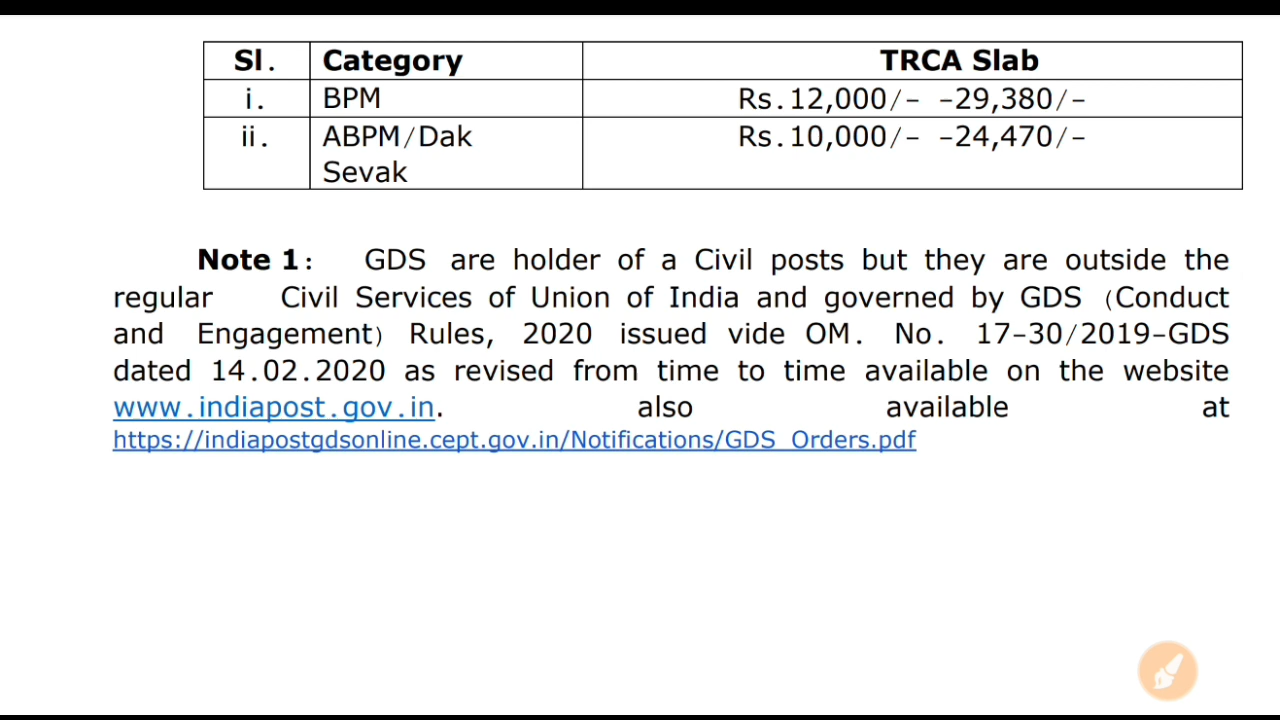 Sl. Category TRCA Slab
i. BPM Rs.12,000/- -29,380/-
ii. ABPM/Dak Rs.10,000/- -24,470/-
Sevak
Note 1: GDS are holder of a Civil posts but they are outside the
regular Civil Services of Union of India and governed by GDS (Conduct
and Engagement) Rules, 2020 issued vide OM. No. 17-30/2019-GDS
dated 14.02.2020 as revised from time to time available on the website
www.indiapost.gov.in. also available at
https://indiapostgdsonline.cept.gov.in/Notifications/GDS_Orders.pdf